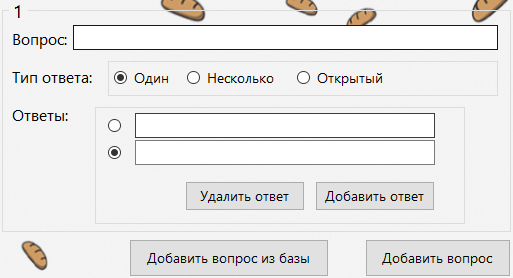 1
Вопрос:
Тип ответа: Один Несколько Открытый
Ответы:
Удалить ответ Добавить ответ
Добавить вопрос из базы Добавить вопрос